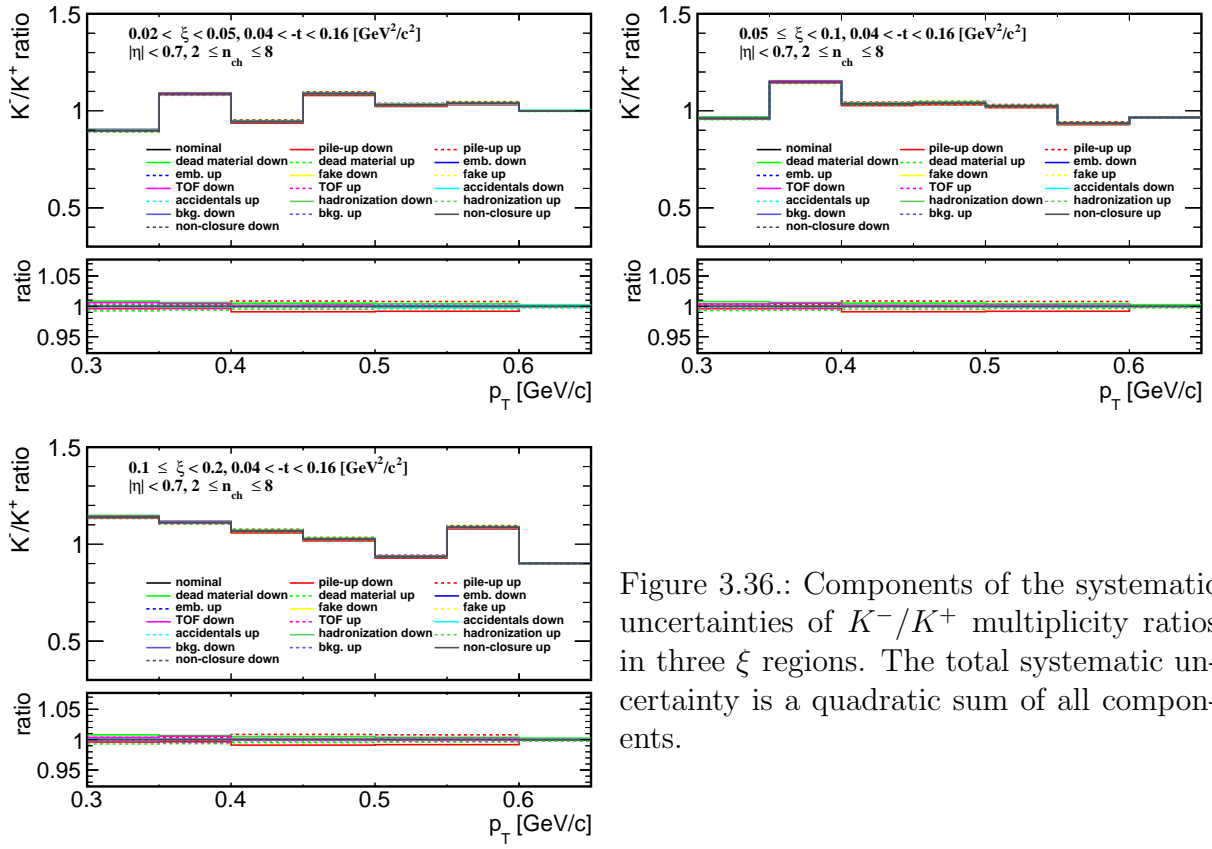 K⁻/K⁺ ratio
1.5
1
0.5
0.02 < ξ < 0.05, 0.04 < -t < 0.16 [GeV²/c²]
|η| < 0.7, 2 ≤ n_ch ≤ 8
nominal pile-up down pile-up up
dead material down dead material up emb. down
emb. up fake down fake up
TOF down TOF up accidentals down
accidentals up hadronization down hadronization up
bkg. down bkg. up non-closure up
non-closure down
ratio
1.05
1
0.95
0.3 0.4 0.5 0.6
p_T [GeV/c]
K⁻/K⁺ ratio
1.5
1
0.5
0.05 ≤ ξ < 0.1, 0.04 < -t < 0.16 [GeV²/c²]
|η| < 0.7, 2 ≤ n_ch ≤ 8
nominal pile-up down pile-up up
dead material down dead material up emb. down
emb. up fake down fake up
TOF down TOF up accidentals down
accidentals up hadronization down hadronization up
bkg. down bkg. up non-closure up
non-closure down
ratio
1.05
1
0.95
0.3 0.4 0.5 0.6
p_T [GeV/c]
K⁻/K⁺ ratio
1.5
1
0.5
0.1 ≤ ξ < 0.2, 0.04 < -t < 0.16 [GeV²/c²]
|η| < 0.7, 2 ≤ n_ch ≤ 8
nominal pile-up down pile-up up
dead material down dead material up emb. down
emb. up fake down fake up
TOF down TOF up accidentals down
accidentals up hadronization down hadronization up
bkg. down bkg. up non-closure up
non-closure down
ratio
1.05
1
0.95
0.3 0.4 0.5 0.6
p_T [GeV/c]
Figure 3.36.: Components of the systematic
uncertainties of K⁻/K⁺ multiplicity ratios
in three ξ regions. The total systematic un-
certainty is a quadratic sum of all compon-
ents.